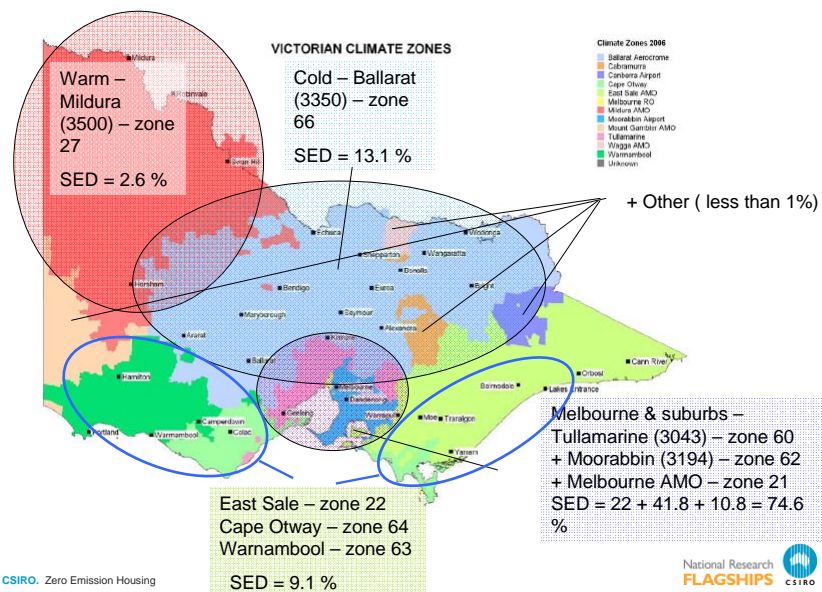 VICTORIAN CLIMATE ZONES
Warm –
Mildura
(3500) – zone
27
SED = 2.6 %
Cold – Ballarat
(3350) – zone
66
SED = 13.1 %
Climate Zones 2006
Ballarat Aerodrome
Cabramurra
Canberra Airport
Cape Otway
East Sale AMO
Melbourne RO
Mildura AMO
Moorabbin Airport
Mount Gambier AMO
Tullamarine
Wagga AMO
Warrnambool
Unknown
+ Other ( less than 1%)
Mildura
Robinvale
Swan Hill
Echuca
Wodonga
Shepparton
Wangaratta
Benalla
Horsham
Bendigo
Euroa
Bright
Maryborough
Seymour
Alexandra
Ararat
Kilmore
Ballarat
Cann River
Orbost
Hamilton
Melbourne
Bairnsdale
Lakes Entrance
Dandenong
Geelong
Warragul
Moe
Traralgon
Camperdown
Portland
Warrnambool
Colac
Yarram
Melbourne & suburbs –
Tullamarine (3043) – zone 60
+ Moorabbin (3194) – zone 62
+ Melbourne AMO – zone 21
SED = 22 + 41.8 + 10.8 = 74.6
%
East Sale – zone 22
Cape Otway – zone 64
Warnambool – zone 63
SED = 9.1 %
CSIRO. Zero Emission Housing
National Research
FLAGSHIPS
CSIRO